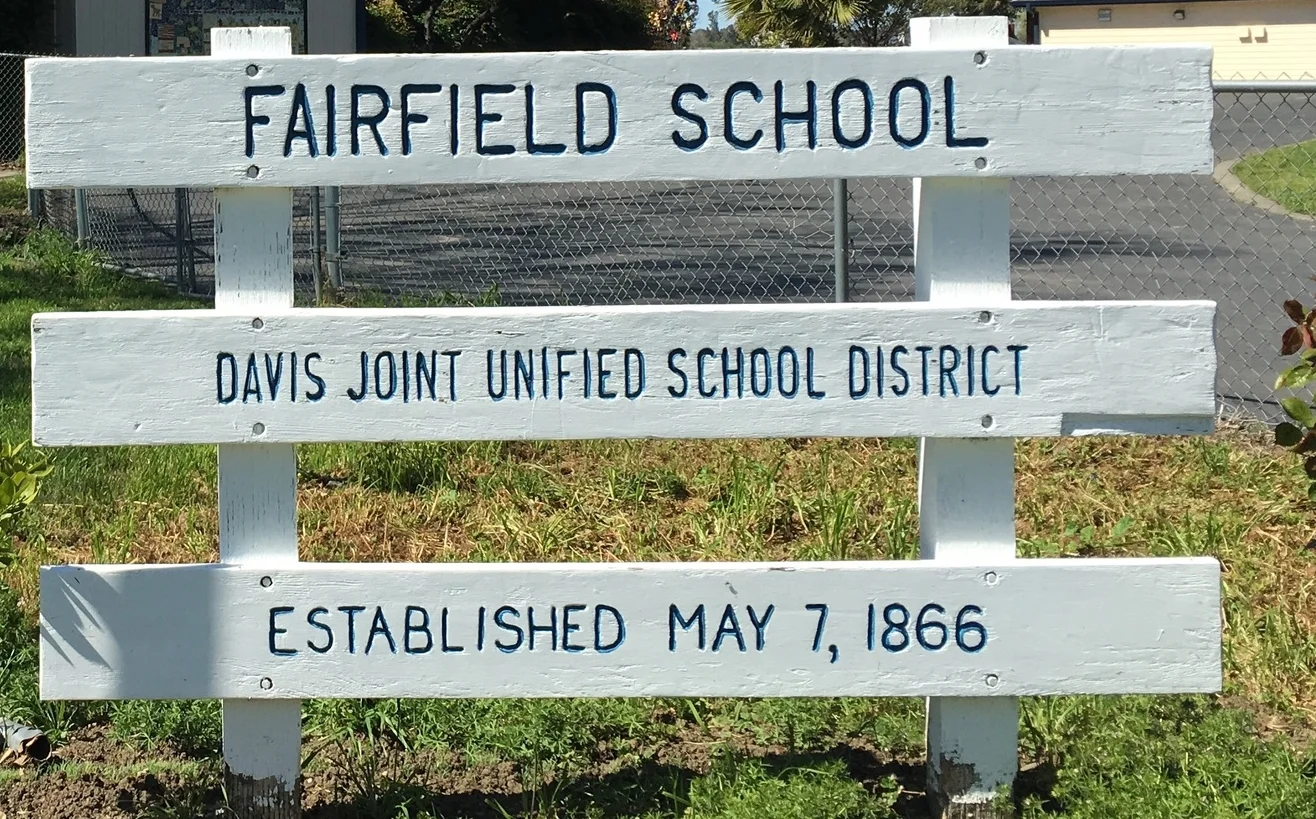 FAIRFIELD SCHOOL
DAVIS JOINT UNIFIED SCHOOL DISTRICT
ESTABLISHED MAY 7, 1866